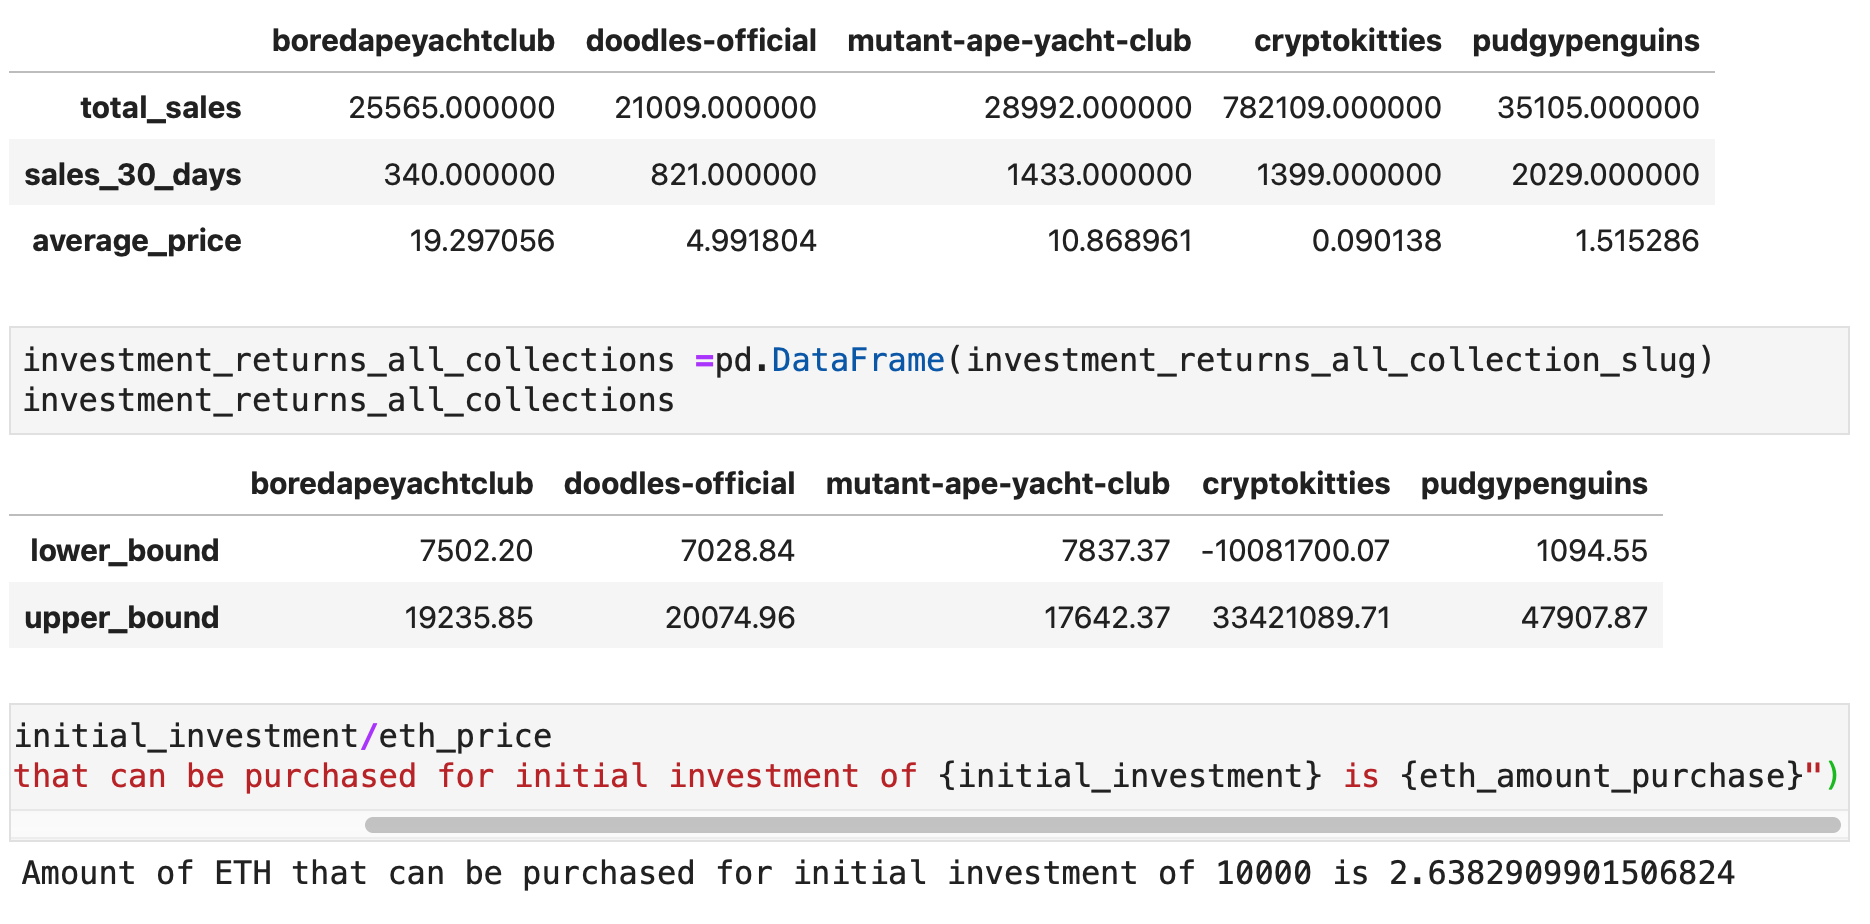 boredapeyachtclub doodles-official mutant-ape-yacht-club cryptokitties pudgypenguins
total_sales 25565.000000 21009.000000 28992.000000 782109.000000 35105.000000
sales_30_days 340.000000 821.000000 1433.000000 1399.000000 2029.000000
average_price 19.297056 4.991804 10.868961 0.090138 1.515286
investment_returns_all_collections =pd.DataFrame(investment_returns_all_collection_slug)
investment_returns_all_collections
boredapeyachtclub doodles-official mutant-ape-yacht-club cryptokitties pudgypenguins
lower_bound 7502.20 7028.84 7837.37 -10081700.07 1094.55
upper_bound 19235.85 20074.96 17642.37 33421089.71 47907.87
initial_investment/eth_price
that can be purchased for initial investment of {initial_investment} is {eth_amount_purchase}")
Amount of ETH that can be purchased for initial investment of 10000 is 2.6382909901506824